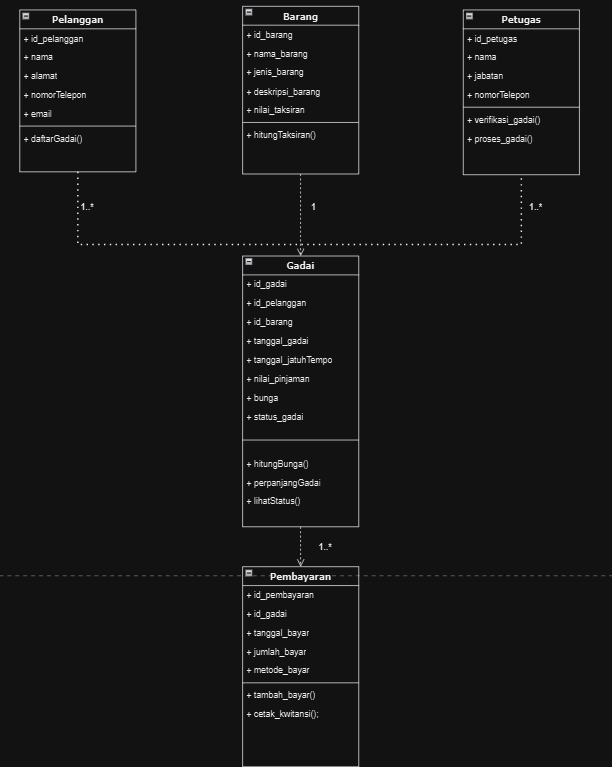 Pelanggan
+ id_pelanggan
+ nama
+ alamat
+ nomorTelepon
+ email
+ daftarGadai()
Barang
+ id_barang
+ nama_barang
+ jenis_barang
+ deskripsi_barang
+ nilai_taksiran
+ hitungTaksiran()
Petugas
+ id_petugas
+ nama
+ jabatan
+ nomorTelepon
+ verifikasi_gadai()
+ proses_gadai()
1..*
1
1..*
Gadai
+ id_gadai
+ id_pelanggan
+ id_barang
+ tanggal_gadai
+ tanggal_jatuhTempo
+ nilai_pinjaman
+ bunga
+ status_gadai
+ hitungBunga()
+ perpanjangGadai
+ lihatStatus()
1..*
Pembayaran
+ id_pembayaran
+ id_gadai
+ tanggal_bayar
+ jumlah_bayar
+ metode_bayar
+ tambah_bayar()
+ cetak_kwitansi();